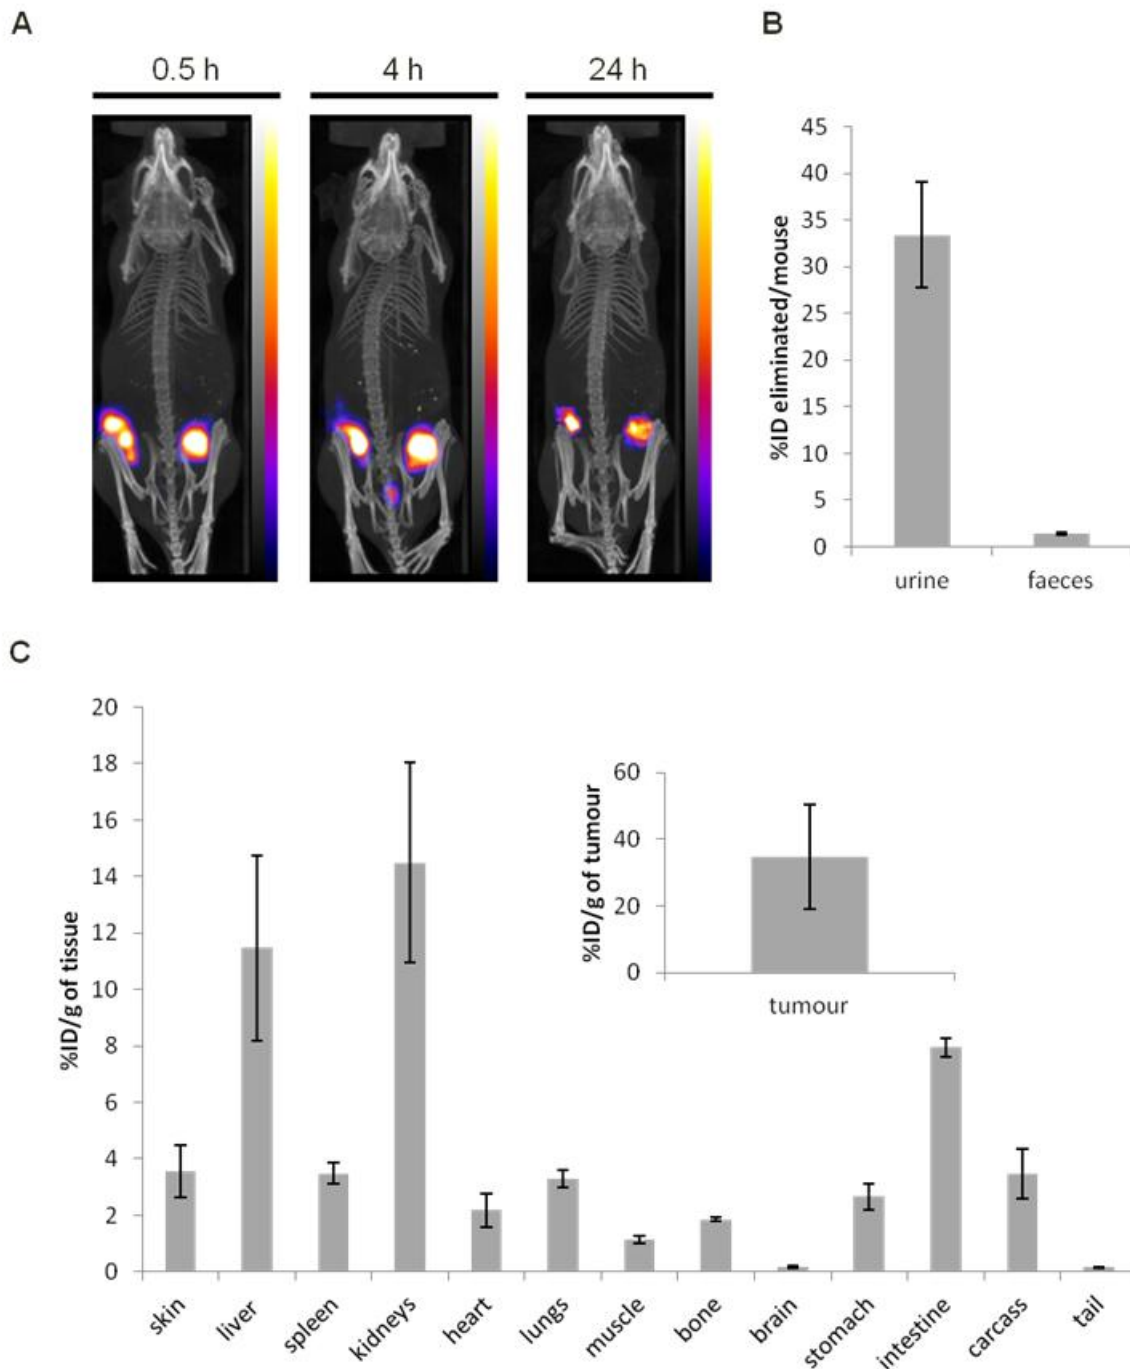 A
0.5 h
4 h
24 h
B
%ID eliminated/mouse
45
40
35
30
25
20
15
10
5
0
urine
faeces
C
%ID/g of tissue
20
18
16
14
12
10
8
6
4
2
0
skin
liver
spleen
kidneys
heart
lungs
muscle
bone
brain
stomach
intestine
carcass
tail
%ID/g of tumour
60
40
20
0
tumour